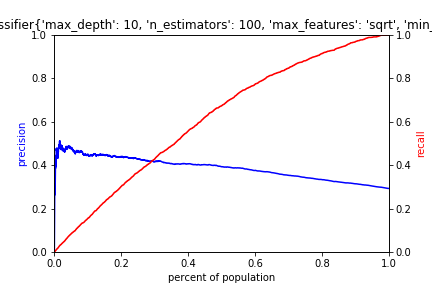 ssifier{'max_depth': 10, 'n_estimators': 100, 'max_features': 'sqrt', 'min_
1.0 1.0
0.8 0.8
0.6 0.6
precision recall
0.4 0.4
0.2 0.2
0.0 0.0
0.0 0.2 0.4 0.6 0.8 1.0
percent of population